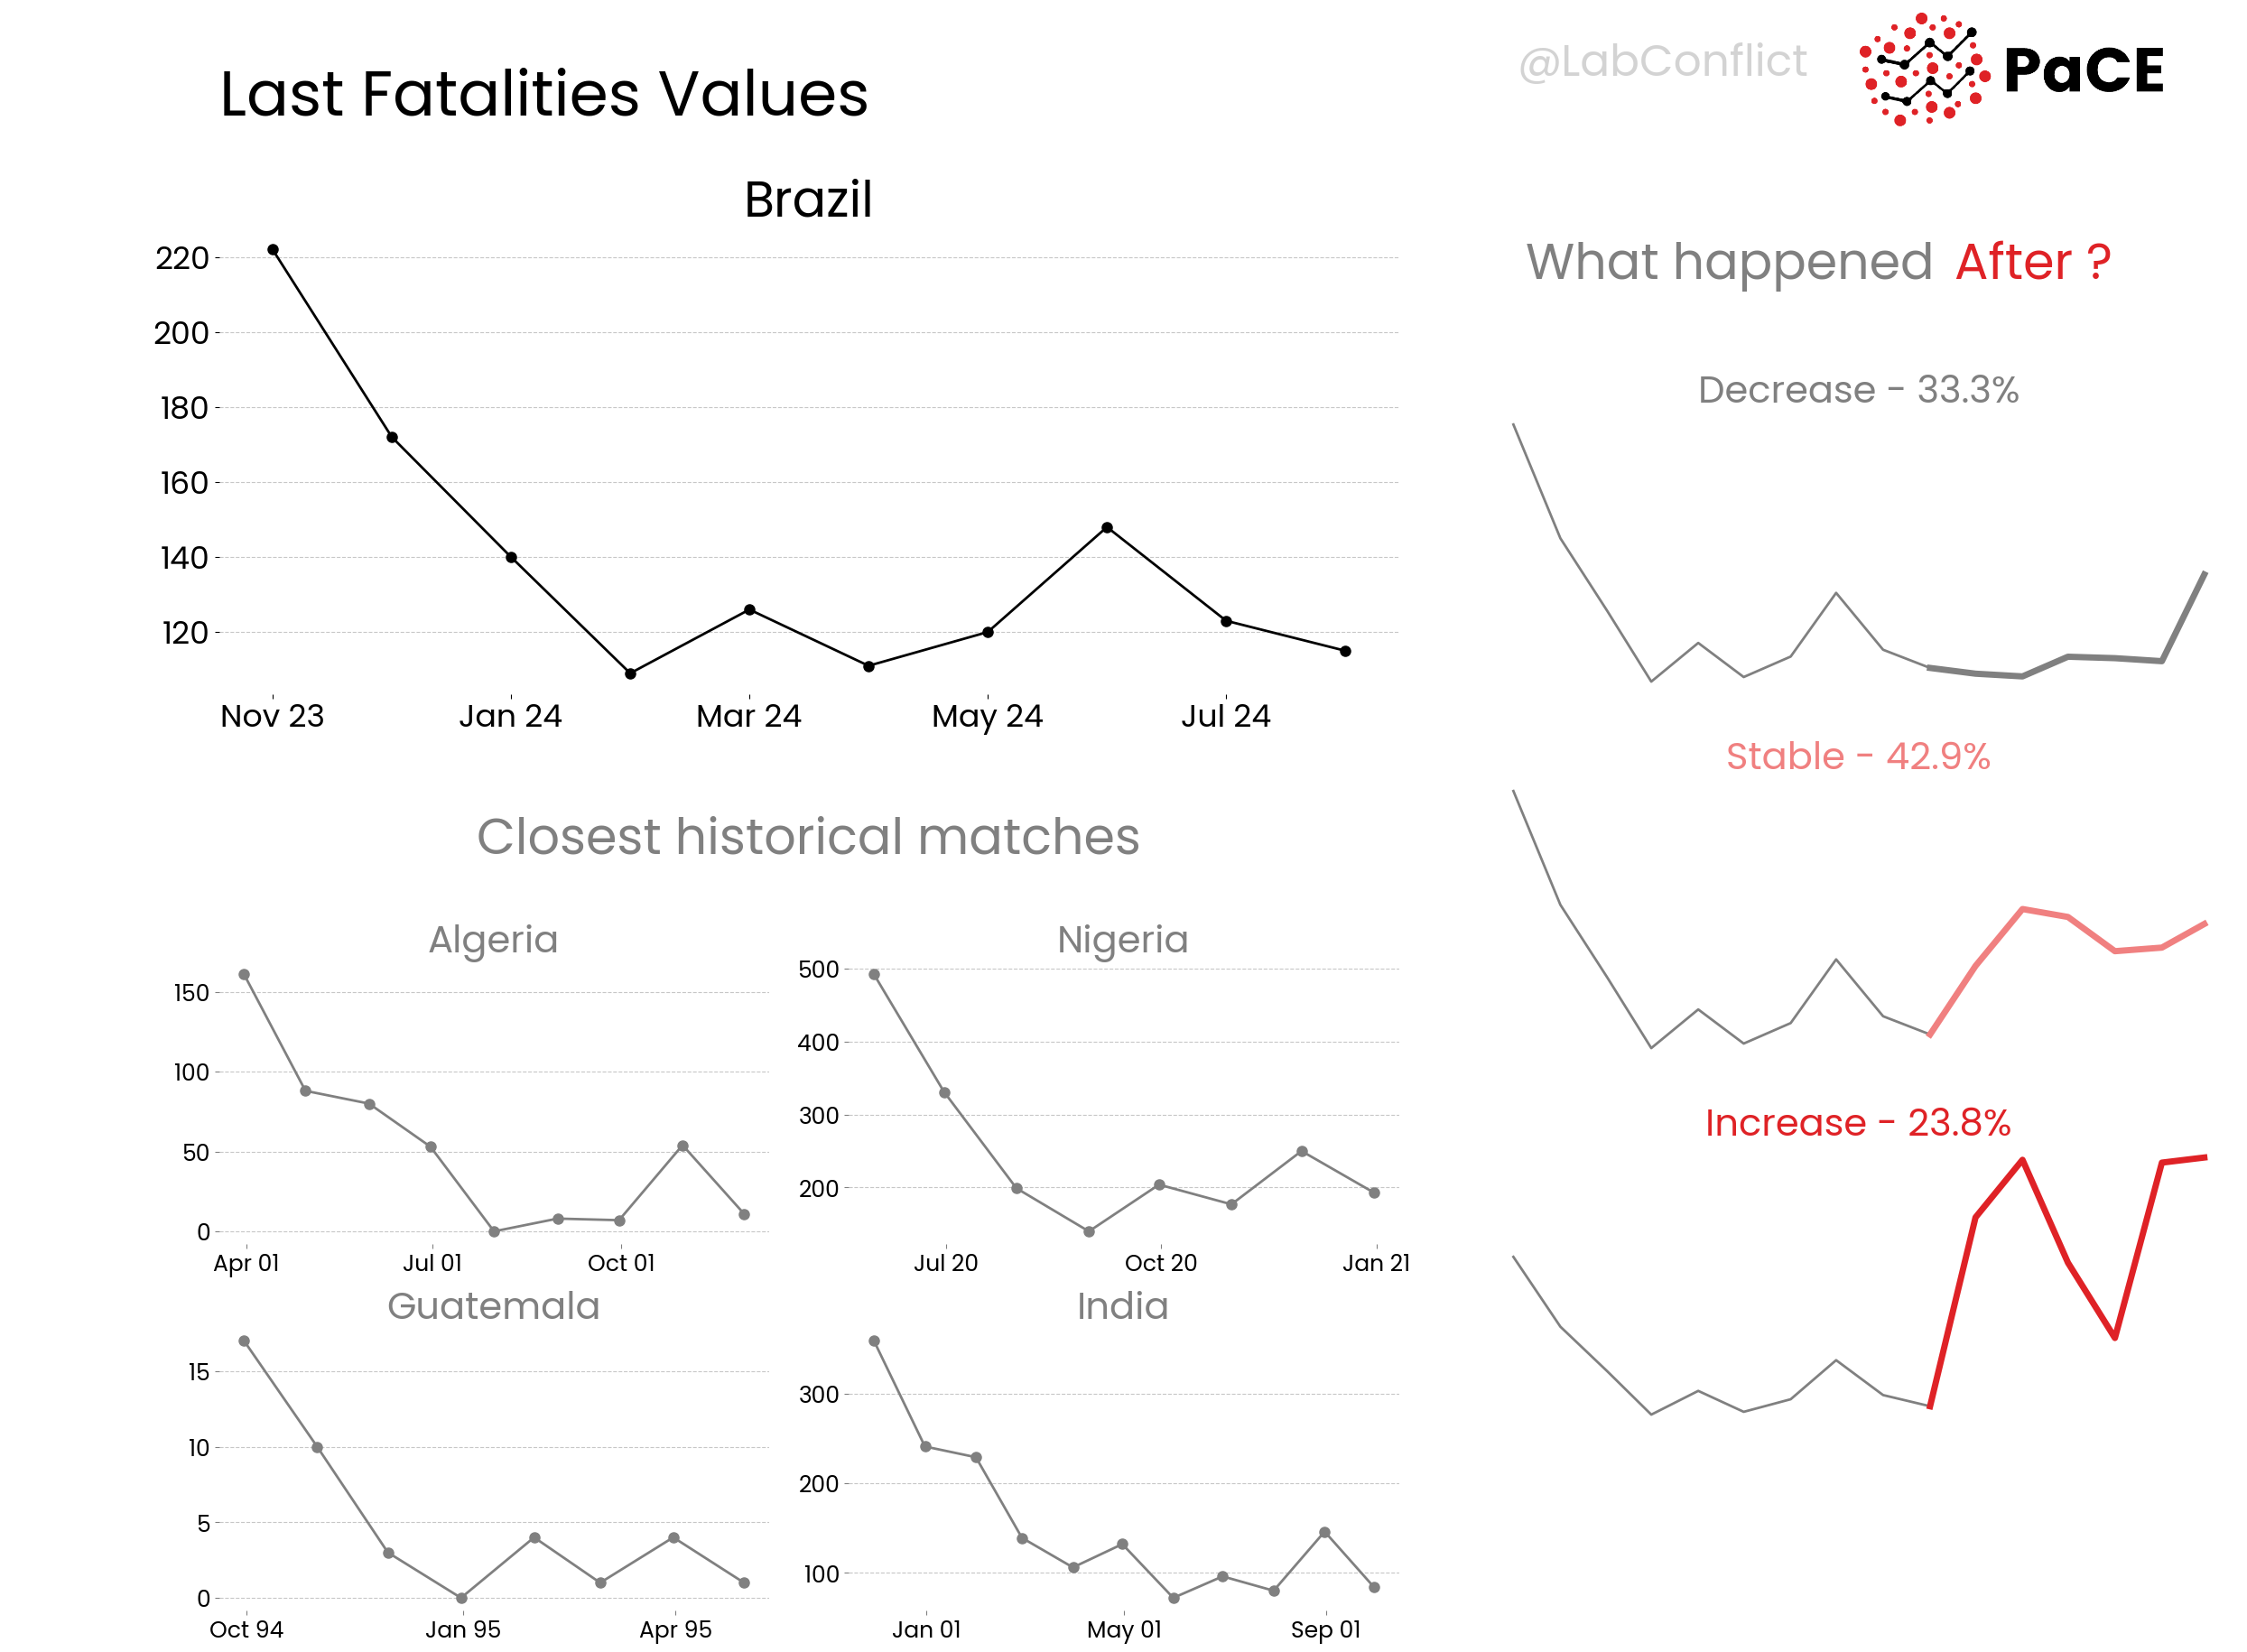 @LabConflict
PaCE
Last Fatalities Values
Brazil
220
200
180
160
140
120
Nov 23
Jan 24
Mar 24
May 24
Jul 24
What happened After ?
Decrease - 33.3%
Stable - 42.9%
Increase - 23.8%
Closest historical matches
Algeria
150
100
50
0
Apr 01
Jul 01
Oct 01
Nigeria
500
400
300
200
Jul 20
Oct 20
Jan 21
Guatemala
15
10
5
0
Oct 94
Jan 95
Apr 95
India
300
200
100
Jan 01
May 01
Sep 01